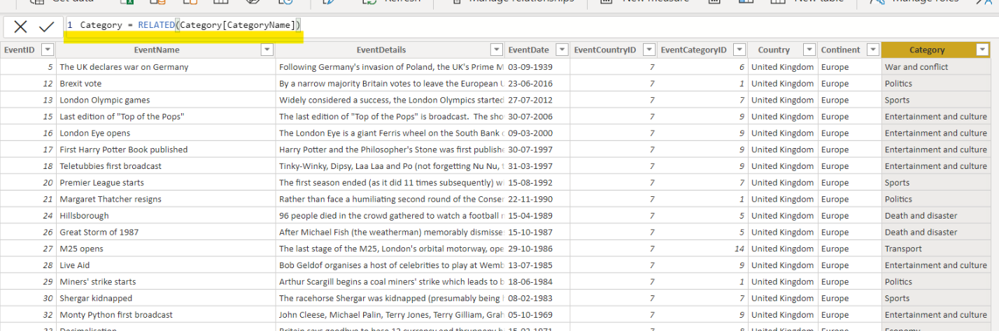 Get data Refresh Manage relationships New measure New table Manage roles
1 Category = RELATED(Category[CategoryName])
EventID EventName EventDetails EventDate EventCountryID EventCategoryID Country Continent Category
5 The UK declares war on Germany Following Germany's invasion of Poland, the UK's Prime M 03-09-1939 7 6 United Kingdom Europe War and conflict
12 Brexit vote By a narrow majority Britain votes to leave the European 23-06-2016 7 1 United Kingdom Europe Politics
13 London Olympic games Widely considered a success, the London Olympics started 27-07-2012 7 7 United Kingdom Europe Sports
15 Last edition of "Top of the Pops" The last edition of "Top of the Pops" is broadcast. The sho 30-07-2006 7 9 United Kingdom Europe Entertainment and culture
16 London Eye opens The London Eye is a giant Ferris wheel on the South Bank 09-03-2000 7 9 United Kingdom Europe Entertainment and culture
17 First Harry Potter Book published Harry Potter and the Philosopher's Stone was first publishe 30-07-1997 7 9 United Kingdom Europe Entertainment and culture
18 Teletubbies first broadcast Tinky-Winky, Dipsy, Laa Laa and Po (not forgetting Nu Nu, 31-03-1997 7 9 United Kingdom Europe Entertainment and culture
20 Premier League starts The first season ended (as it did 11 times subsequently) wi 15-08-1992 7 7 United Kingdom Europe Sports
21 Margaret Thatcher resigns Rather than face a humiliating second round of the Conser 22-11-1990 7 1 United Kingdom Europe Politics
24 Hillsborough 96 people died in the crowd gathered to watch a football 15-04-1989 7 5 United Kingdom Europe Death and disaster
26 Great Storm of 1987 After Michael Fish (the weatherman) memorably dismisse 15-10-1987 7 5 United Kingdom Europe Death and disaster
27 M25 opens The last stage of the M25, London's orbital motorway, ope 29-10-1986 7 14 United Kingdom Europe Transport
28 Live Aid Bob Geldof organises a host of celebrities to play at Wemb 13-07-1985 7 9 United Kingdom Europe Entertainment and culture
29 Miners' strike starts Arthur Scargill begins a coal miners' strike which leads to b 18-06-1984 7 1 United Kingdom Europe Politics
30 Shergar kidnapped The racehorse Shergar was kidnapped (presumably being 08-02-1983 7 7 United Kingdom Europe Sports
32 Monty Python first broadcast John Cleese, Michael Palin, Terry Jones, Terry Gilliam, Grah 05-10-1969 7 9 United Kingdom Europe Entertainment and culture